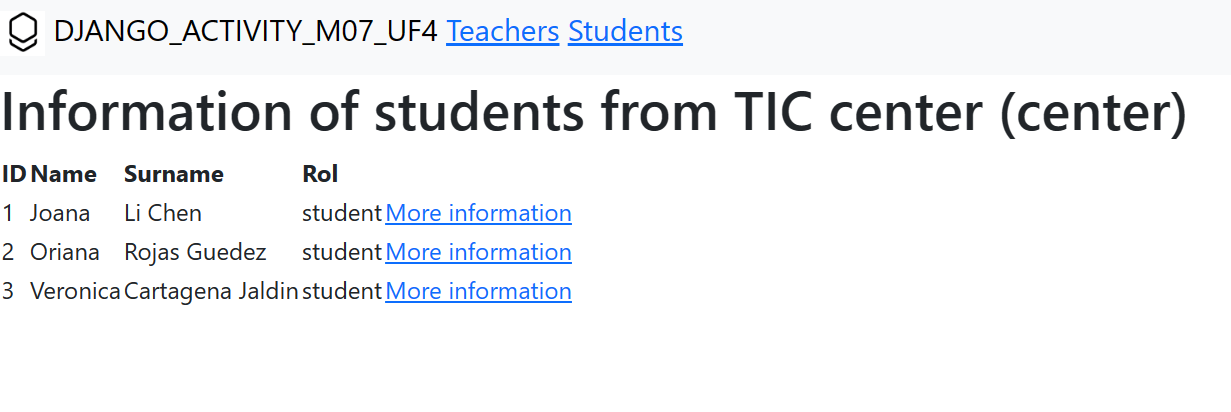 DJANGO_ACTIVITY_M07_UF4 Teachers Students
Information of students from TIC center (center)
ID Name Surname Rol
1 Joana Li Chen student More information
2 Oriana Rojas Guedez student More information
3 Veronica Cartagena Jaldin student More information